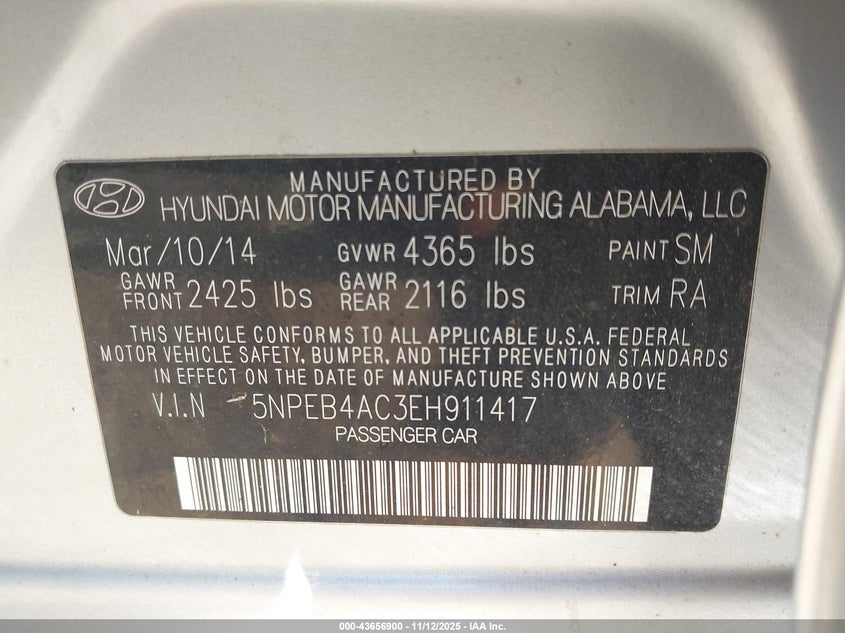 MANUFACTURED BY
HYUNDAI MOTOR MANUFACTURING ALABAMA, LLC
Mar/10/14 GVWR 4365 lbs PAINT SM
GAWR FRONT 2425 lbs GAWR REAR 2116 lbs TRIM RA
THIS VEHICLE CONFORMS TO ALL APPLICABLE U.S.A. FEDERAL
MOTOR VEHICLE SAFETY, BUMPER, AND THEFT PREVENTION STANDARDS
IN EFFECT ON THE DATE OF MANUFACTURE SHOWN ABOVE
V.I.N 5NPEB4AC3EH911417
PASSENGER CAR
000-43656900 - 11/12/2025 - IAA Inc.